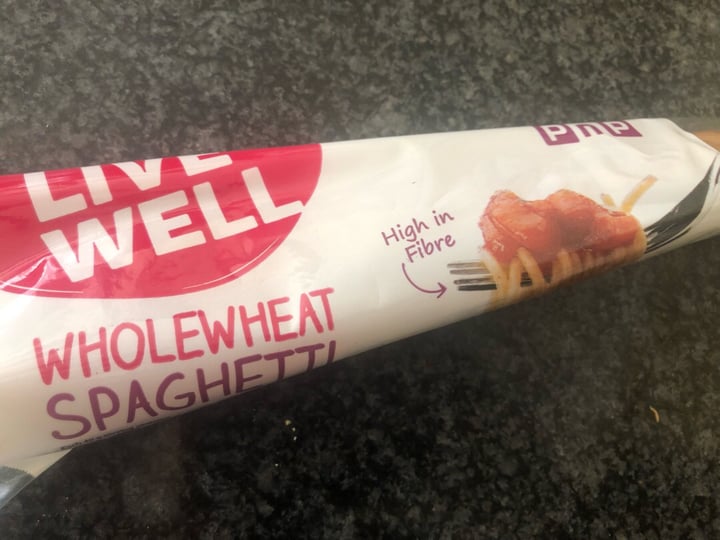 LIVE
WELL
WHOLEWHEAT
SPAGHETTI
High in
Fibre
PnP